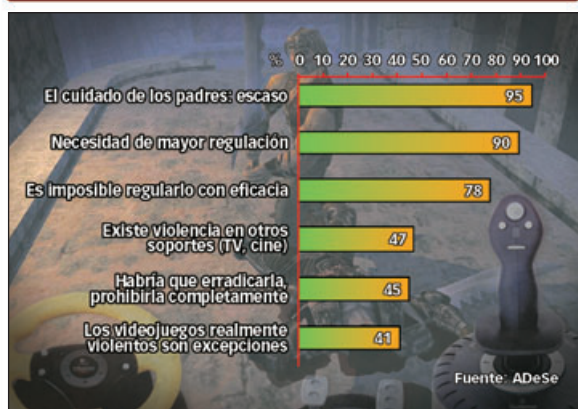 % 0 10 20 30 40 50 60 70 80 90 100
El cuidado de los padres: escaso 95
Necesidad de mayor regulación 90
Es imposible regularlo con eficacia 78
Existe violencia en otros
soportes (TV, cine) 47
Habría que erradicarla,
prohibirla completamente 45
Los videojuegos realmente
violentos son excepciones 41
Fuente: ADeSe